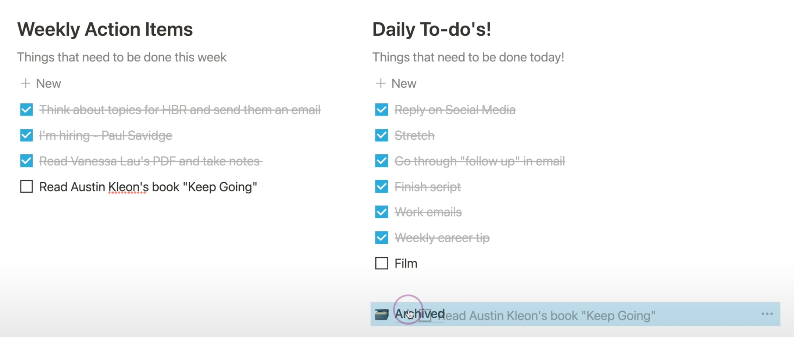 Weekly Action Items
Things that need to be done this week
+ New
Think about topics for HBR and send them an email
I'm hiring - Paul Savidge
Read Vanessa Lau's PDF and take notes
Read Austin Kleon's book "Keep Going"
Daily To-do's!
Things that need to be done today!
+ New
Reply on Social Media
Stretch
Go through "follow up" in email
Finish script
Work emails
Weekly career tip
Film
Archived
Read Austin Kleon's book "Keep Going"